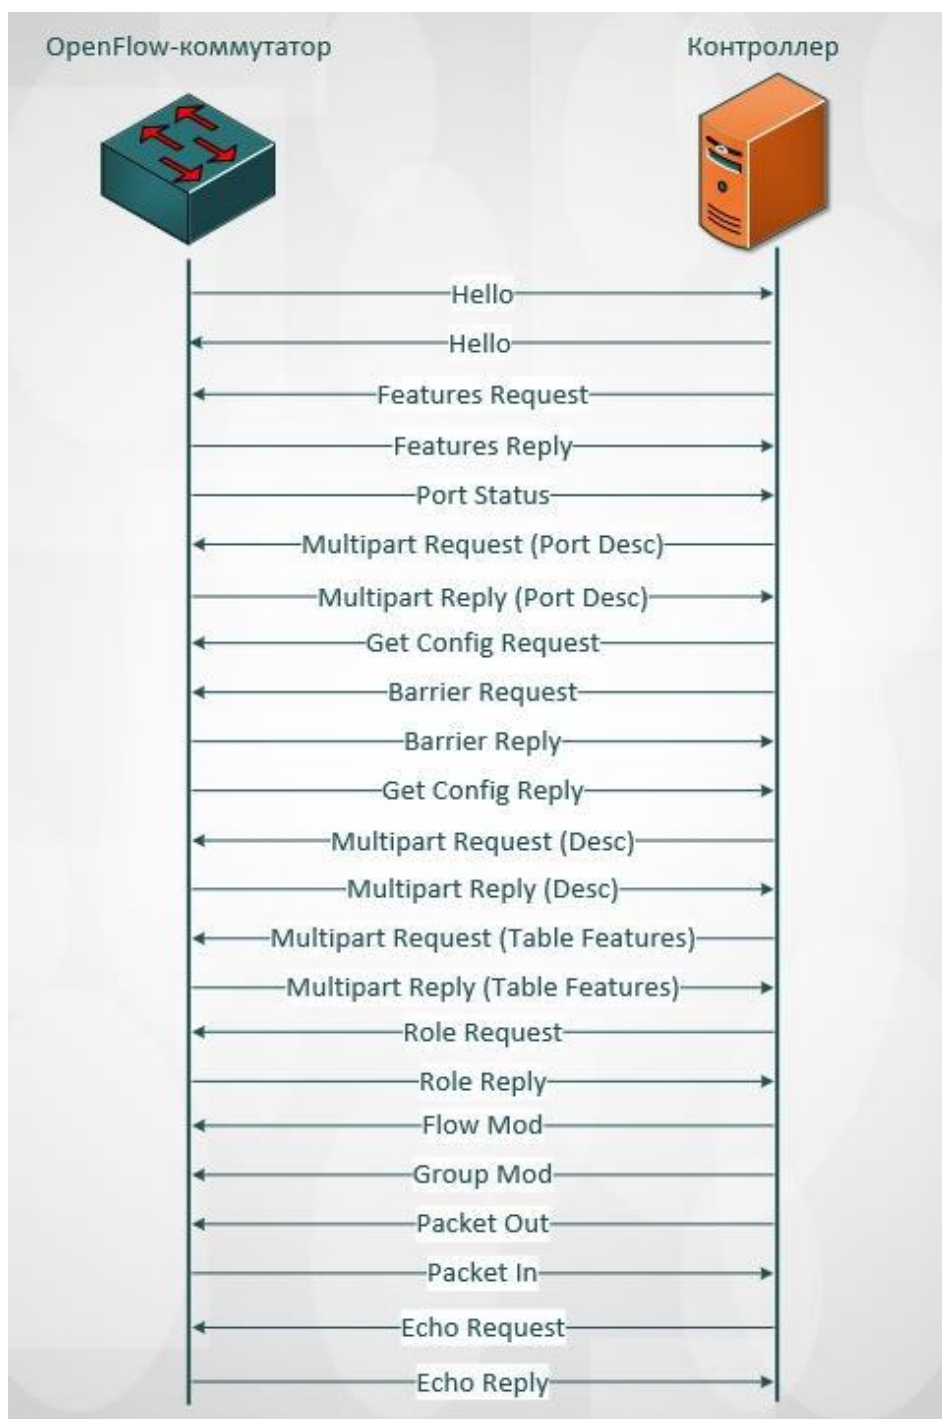 OpenFlow-коммутатор
Контроллер
Hello
Hello
Features Request
Features Reply
Port Status
Multipart Request (Port Desc)
Multipart Reply (Port Desc)
Get Config Request
Barrier Request
Barrier Reply
Get Config Reply
Multipart Request (Desc)
Multipart Reply (Desc)
Multipart Request (Table Features)
Multipart Reply (Table Features)
Role Request
Role Reply
Flow Mod
Group Mod
Packet Out
Packet In
Echo Request
Echo Reply